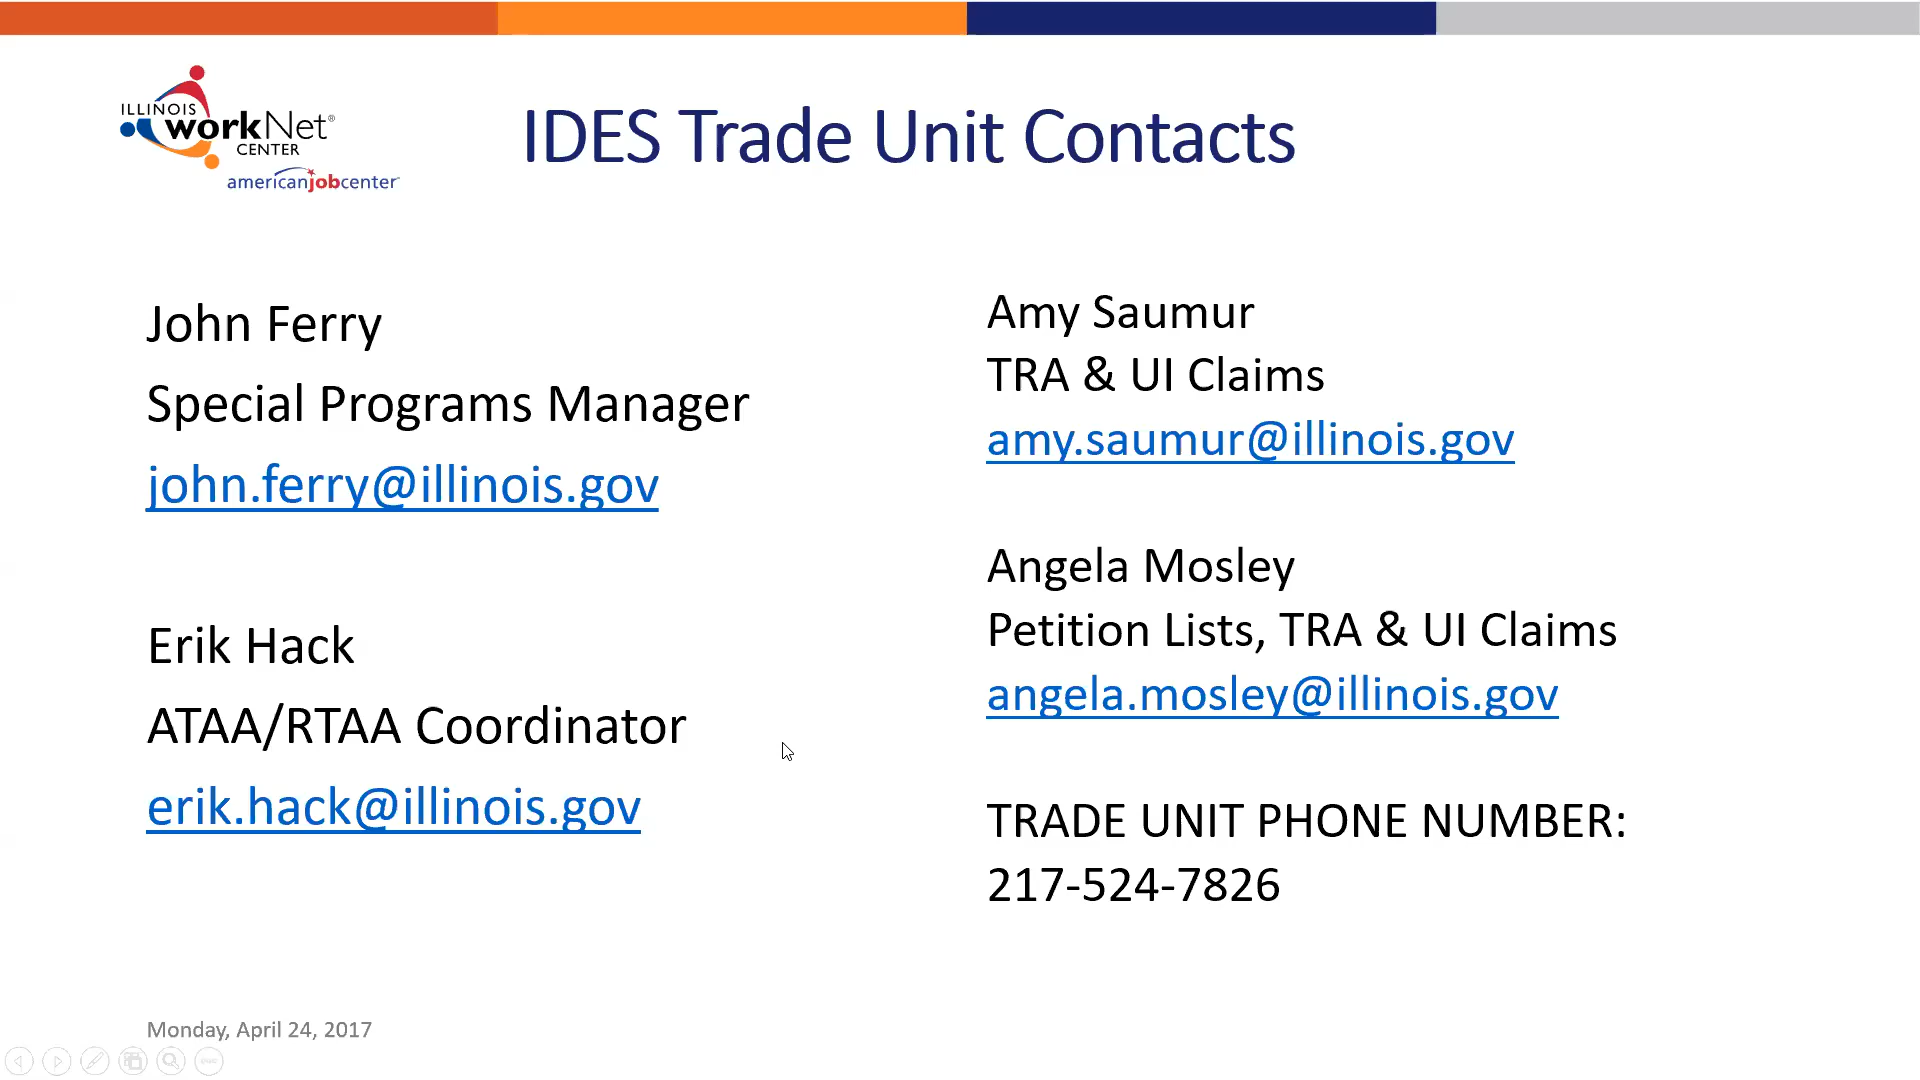 ILLINOIS
workNet®
CENTER
americanjobcenter
IDES Trade Unit Contacts
John Ferry
Special Programs Manager
john.ferry@illinois.gov
Erik Hack
ATAA/RTAA Coordinator
erik.hack@illinois.gov
Amy Saumur
TRA & UI Claims
amy.saumur@illinois.gov
Angela Mosley
Petition Lists, TRA & UI Claims
angela.mosley@illinois.gov
TRADE UNIT PHONE NUMBER:
217-524-7826
Monday, April 24, 2017